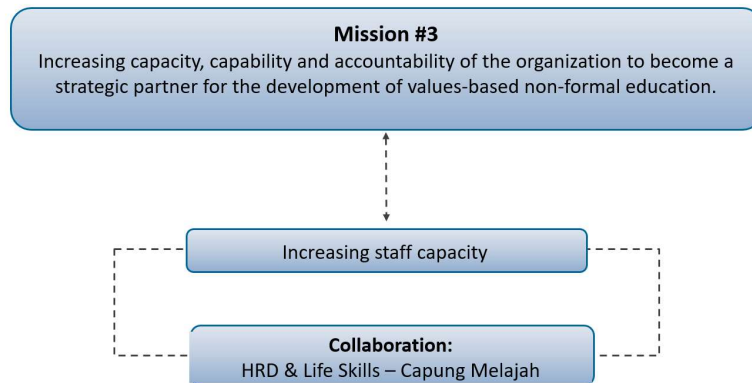 Mission #3
Increasing capacity, capability and accountability of the organization to become a
strategic partner for the development of values-based non-formal education.
Increasing staff capacity
Collaboration:
HRD & Life Skills – Capung Melajah